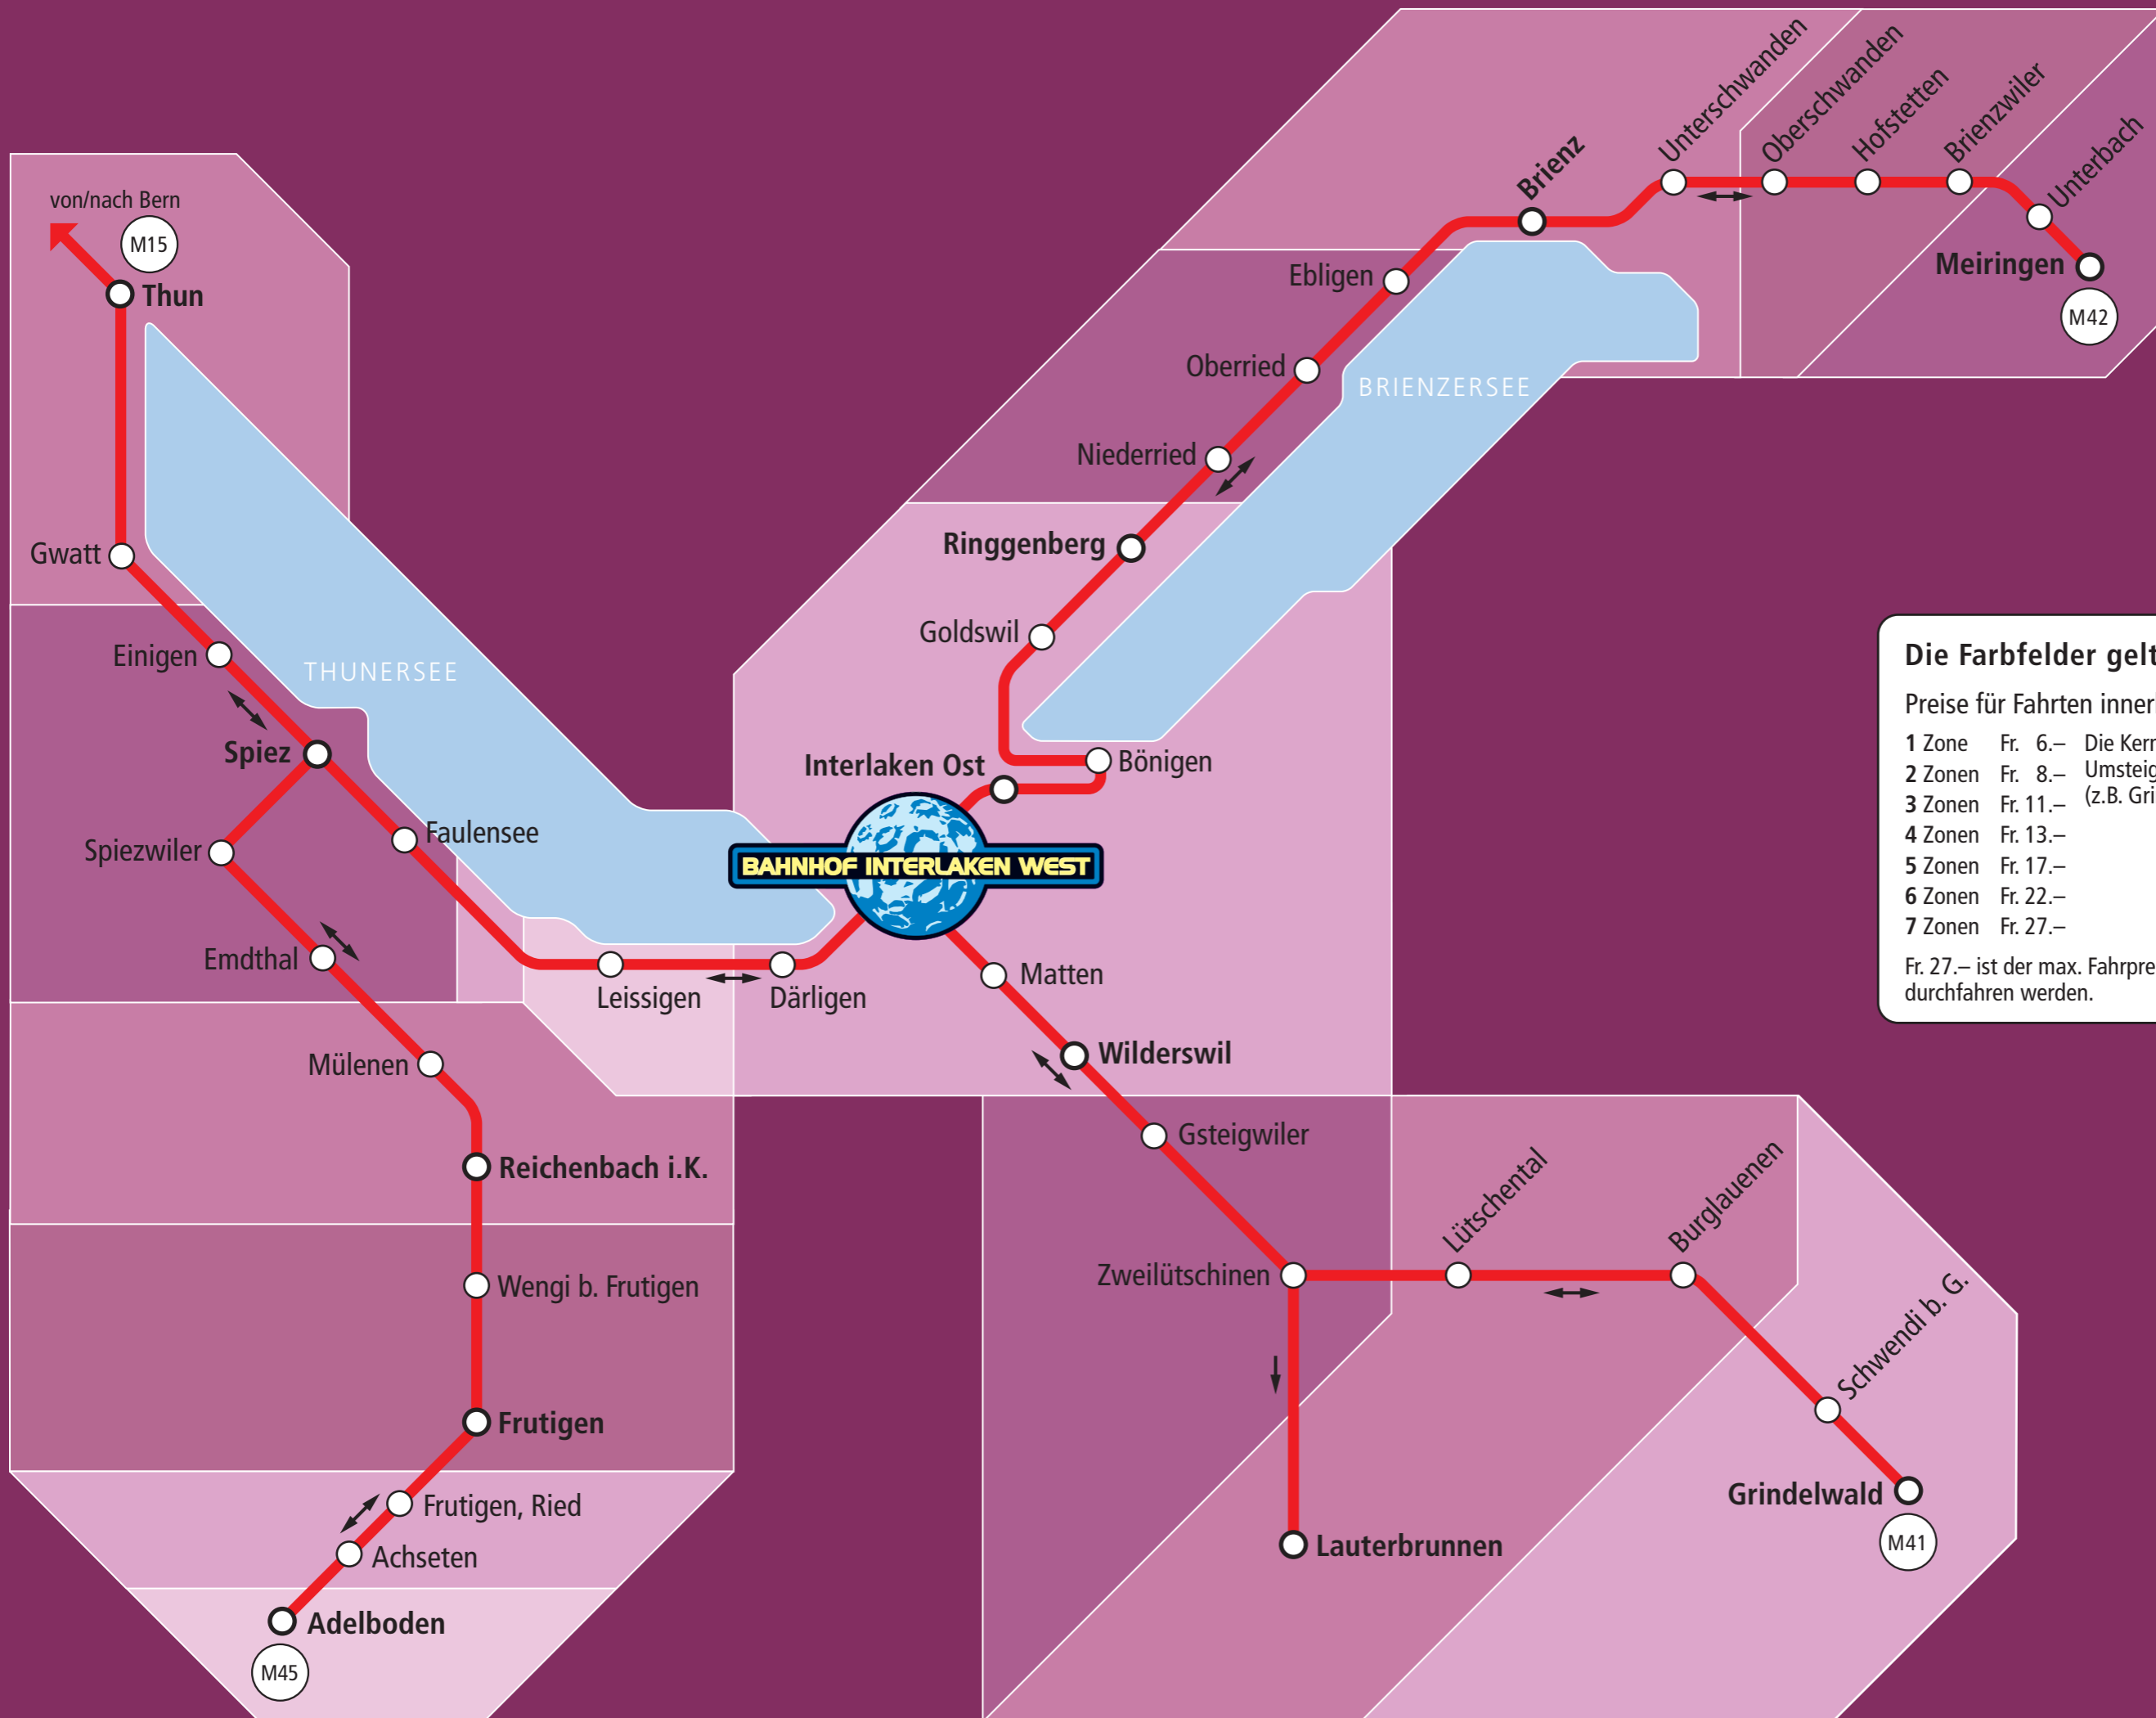 Unterschwanden
Oberschwanden
Hofstetten
Brienzwiler
Unterbach
Brienz
Meiringen
M42
von/nach Bern
M15
Thun
Ebligen
Oberried
BRIENZERSEE
Niederried
Ringgenberg
Gwatt
Goldswil
Einigen
THUNERSEE
Spiez
Interlaken Ost
Bönigen
Spiezwiler
Faulensee
BAHNHOF INTERLAKEN WEST
Emdthal
Leissigen
Därligen
Matten
Mülenen
Wilderswil
Reichenbach i.K.
Gsteigwiler
Lütschental
Burglauenen
Zweilütschinen
Wengi b. Frutigen
Schwendi b. G.
Frutigen
Grindelwald
M41
Frutigen, Ried
Achseten
Lauterbrunnen
Adelboden
M45
Die Farbfelder
Preise für Fahrten
1 Zone Fr. 6.– Die
2 Zonen Fr. 8.–
3 Zonen Fr. 11.– (z.B.
4 Zonen Fr. 13.–
5 Zonen Fr. 17.–
6 Zonen Fr. 22.–
7 Zonen Fr. 27.–
Fr. 27.– ist der max.
durchfahren werden.